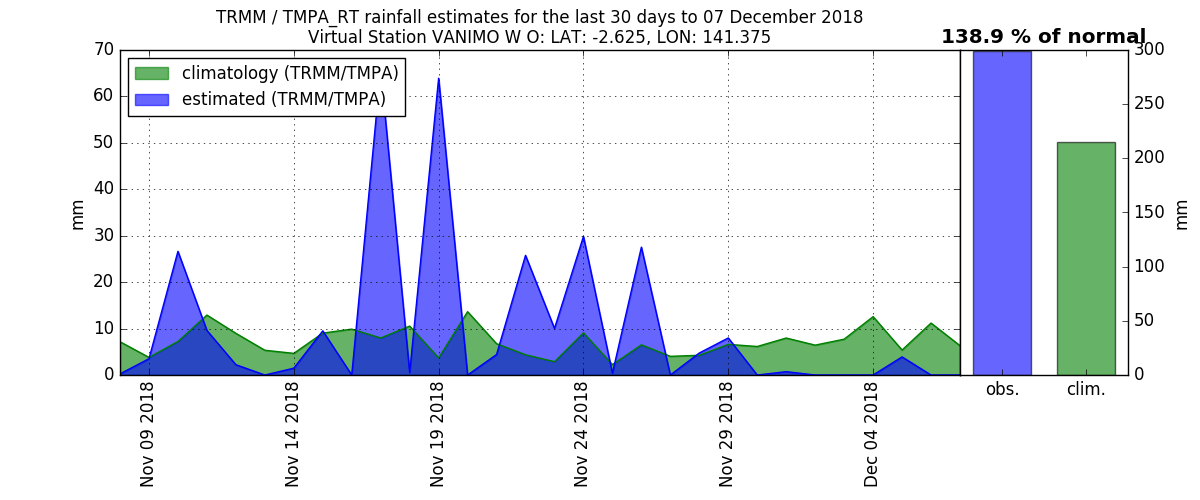 TRMM / TMPA_RT rainfall estimates for the last 30 days to 07 December 2018
Virtual Station VANIMO W O: LAT: -2.625, LON: 141.375
138.9 % of normal
climatology (TRMM/TMPA)
estimated (TRMM/TMPA)
mm
70
60
50
40
30
20
10
0
Nov 09 2018
Nov 14 2018
Nov 19 2018
Nov 24 2018
Nov 29 2018
Dec 04 2018
obs.
clim.
300
250
200
150
100
50
0
mm